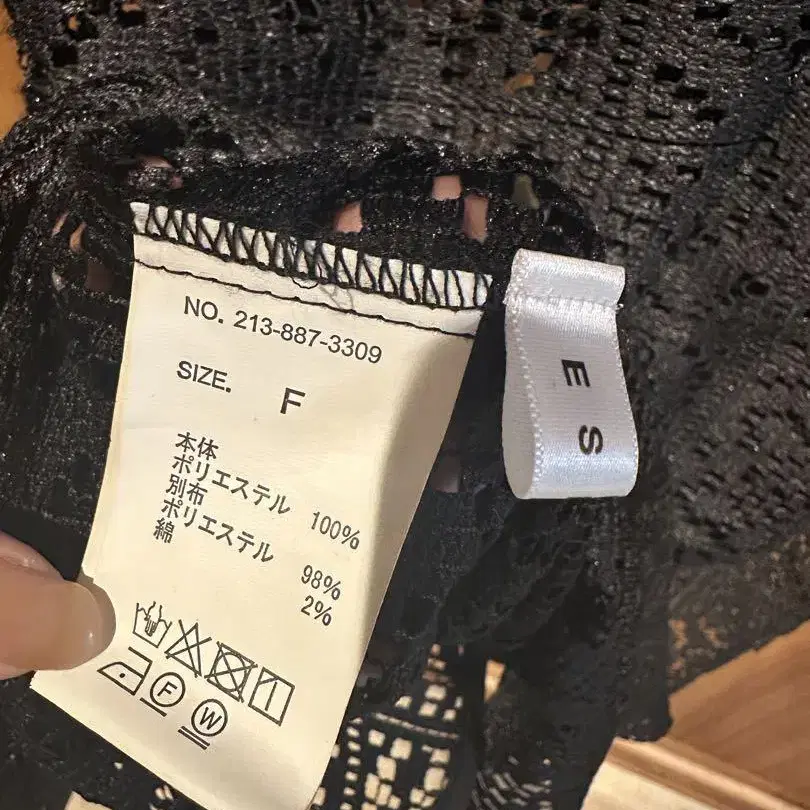 NO. 213-887-3309
SIZE. F
本体
ポリエステル 100%
別布
ポリエステル 98%
綿 2%
F W
E S